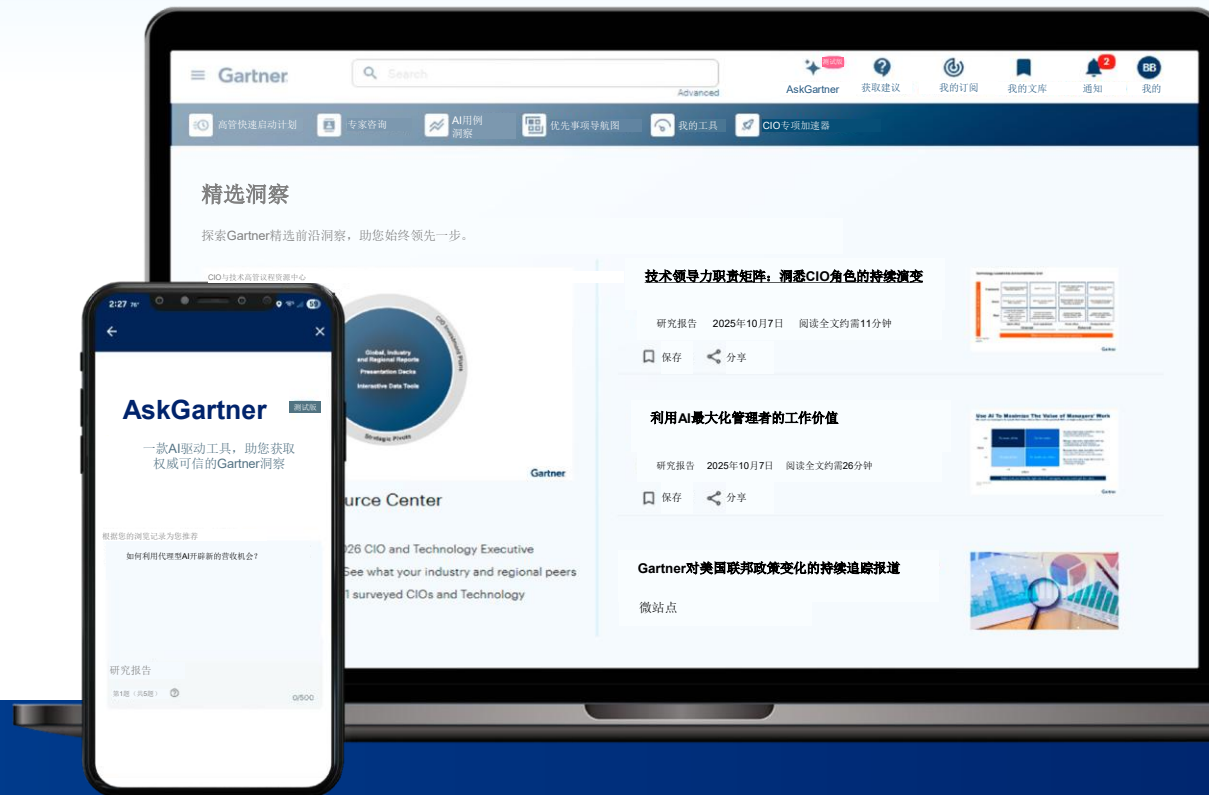 Gartner
Search
Advanced
测试版
AskGartner
获取建议
我的订阅
我的文库
2
通知
BB
我的
高管快速启动计划
专家咨询
AI用例
洞察
优先事项导航图
我的工具
CIO专项加速器
精选洞察
探索Gartner精选前沿洞察，助您始终领先一步。
CIO与技术高管议程资源中心
CIO Investment Plans
Global, Industry
and Regional Reports
Presentation Decks
Interactive Data Tools
Strategic Pivots
Gartner
urce Center
26 CIO and Technology Executive
See what your industry and regional peers
1 surveyed CIOs and Technology
技术领导力职责矩阵：洞悉CIO角色的持续演变
研究报告 2025年10月7日 阅读全文约需11分钟
保存 分享
Gartner
利用AI最大化管理者的工作价值
研究报告 2025年10月7日 阅读全文约需26分钟
保存 分享
Use AI To Maximize The Value of Managers' Work
Gartner
Gartner对美国联邦政策变化的持续追踪报道
微站点
2:27
AskGartner 测试版
一款AI驱动工具，助您获取
权威可信的Gartner洞察
根据您的浏览记录为您推荐
如何利用代理型AI开辟新的营收机会？
研究报告
第1题（共5题）
0/500